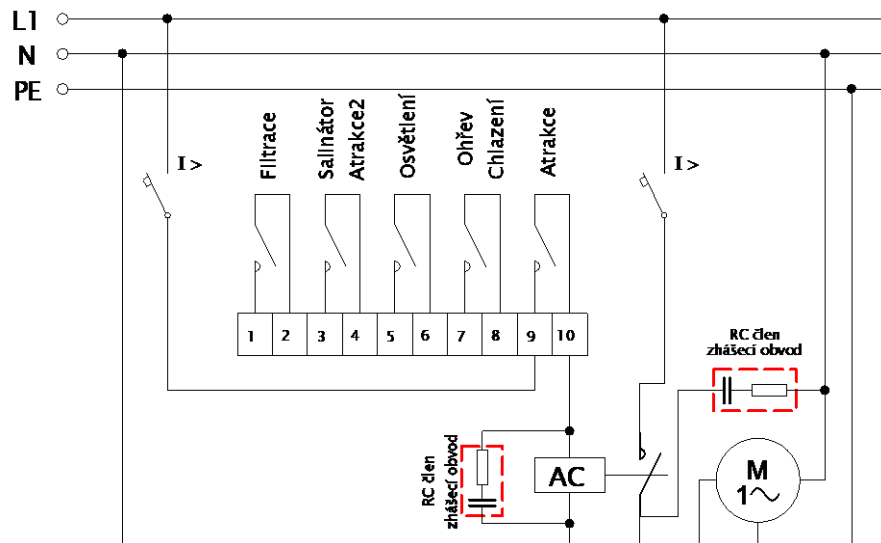 L1
N
PE
I >
I >
Filtrace
Salinátor
Atrakce2
Osvětlení
Ohřev
Chlazení
Atrakce
1 2 3 4 5 6 7 8 9 10
RC člen
zhášecí obvod
RC člen
zhášecí obvod
AC
M
1~